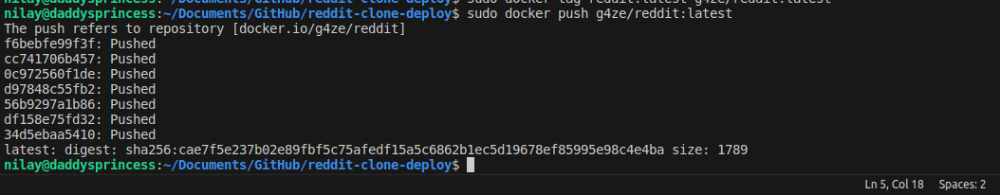 nilay@daddysprincess:~/Documents/GitHub/reddit-clone-deploy$ sudo docker tag reddit:latest g4ze/reddit:latest
nilay@daddysprincess:~/Documents/GitHub/reddit-clone-deploy$ sudo docker push g4ze/reddit:latest
The push refers to repository [docker.io/g4ze/reddit]
f6bebfe99f3f: Pushed
cc741706b457: Pushed
0c972560f1de: Pushed
d97848c55fb2: Pushed
56b9297a1b86: Pushed
df158e75fd32: Pushed
34d5ebaa5410: Pushed
latest: digest: sha256:cae7f5e237b02e89fbf5c75afedf15a5c6862b1ec5d19678ef85995e98c4e4ba size: 1789
nilay@daddysprincess:~/Documents/GitHub/reddit-clone-deploy$
Ln 5, Col 18 Spaces: 2